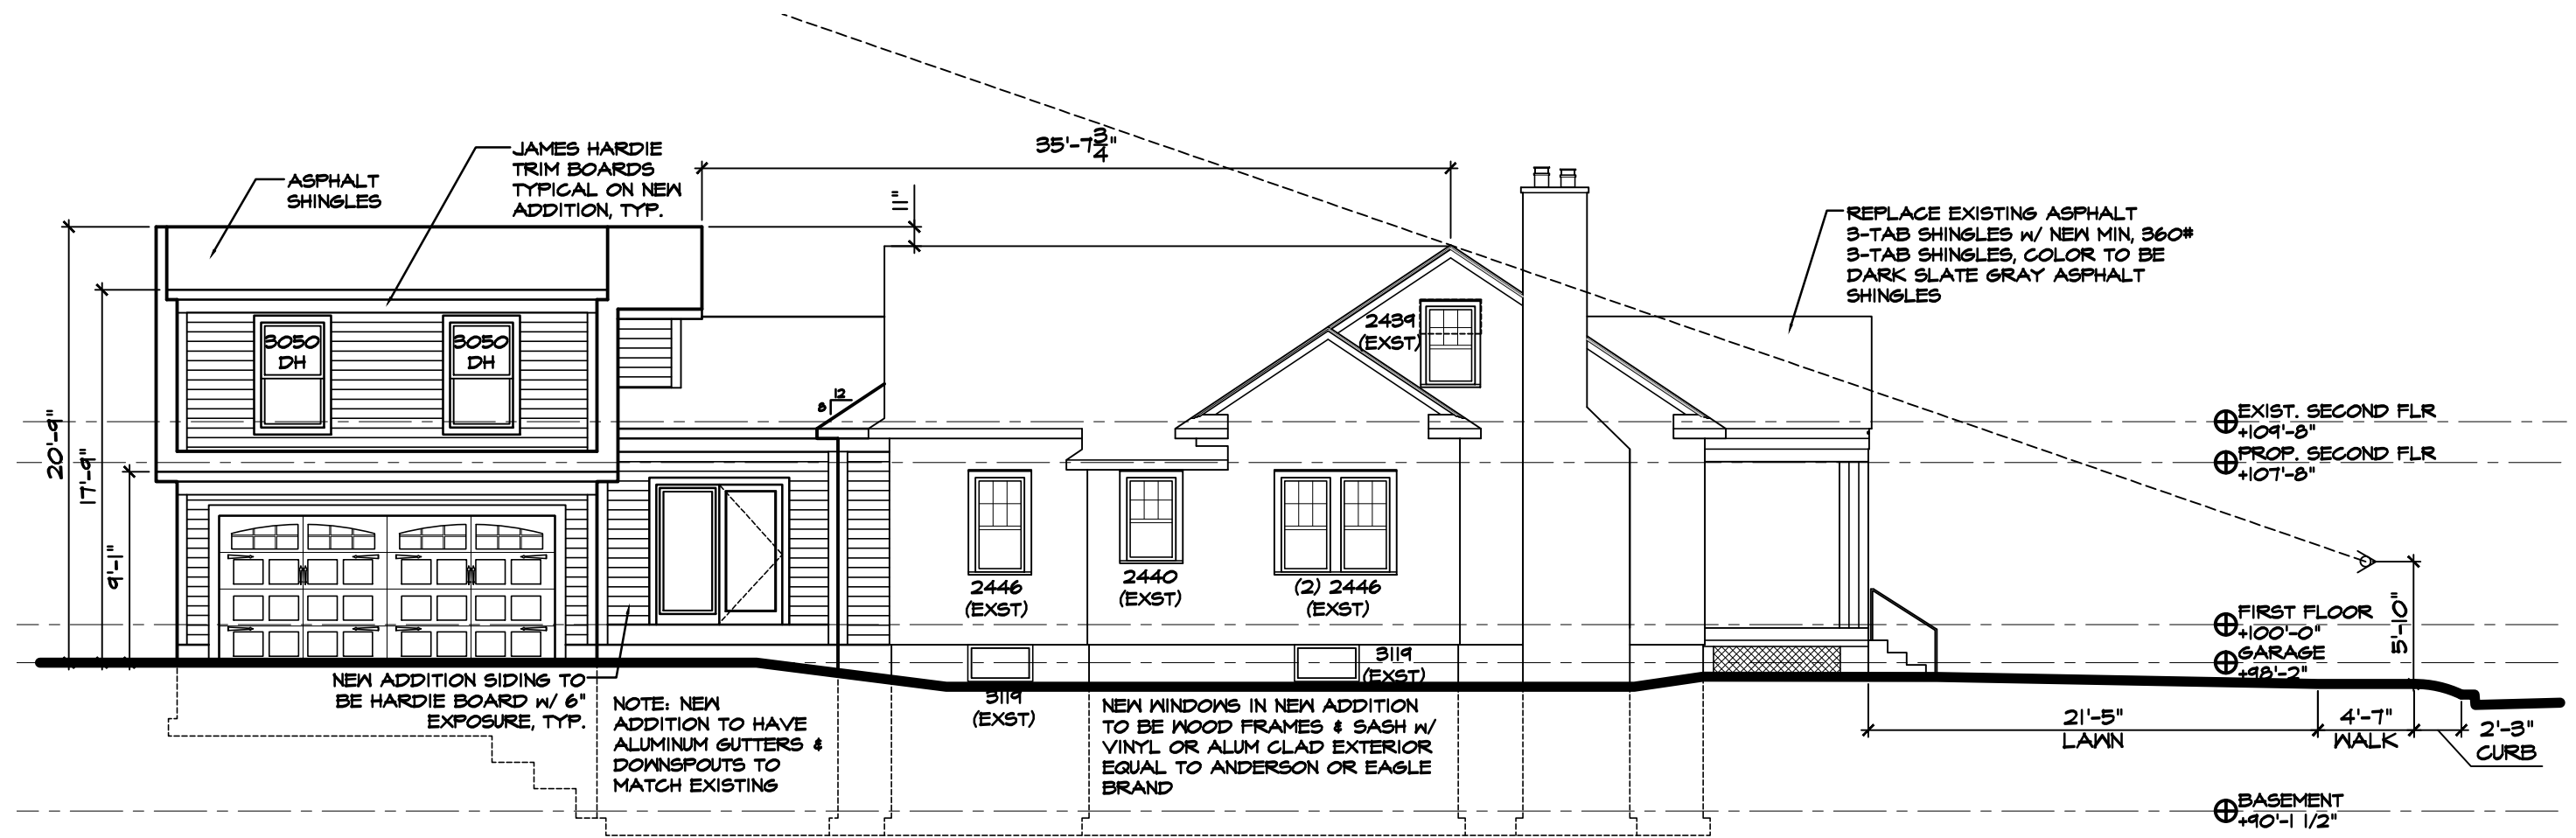 35'-7 3/4"
JAMES HARDIE
TRIM BOARDS
TYPICAL ON NEW
ADDITION, TYP.
ASPHALT
SHINGLES
11"
REPLACE EXISTING ASPHALT
3-TAB SHINGLES W/ NEW MIN, 360#
3-TAB SHINGLES, COLOR TO BE
DARK SLATE GRAY ASPHALT
SHINGLES
3050
DH
3050
DH
2439
(EXST)
12
8
20'-9"
17'-9"
9'-1"
EXIST. SECOND FLR
+109'-8"
PROP. SECOND FLR
+107'-8"
2446
(EXST)
2440
(EXST)
(2) 2446
(EXST)
FIRST FLOOR
+100'-0"
GARAGE
+98'-2"
5'-10"
3119
(EXST)
3119
(EXST)
NEW ADDITION SIDING TO
BE HARDIE BOARD W/ 6"
EXPOSURE, TYP.
NOTE: NEW
ADDITION TO HAVE
ALUMINUM GUTTERS &
DOWNSPOUTS TO
MATCH EXISTING
NEW WINDOWS IN NEW ADDITION
TO BE WOOD FRAMES & SASH W/
VINYL OR ALUM CLAD EXTERIOR
EQUAL TO ANDERSON OR EAGLE
BRAND
21'-5"
LAWN
4'-7"
WALK
2'-3"
CURB
BASEMENT
+90'-1 1/2"